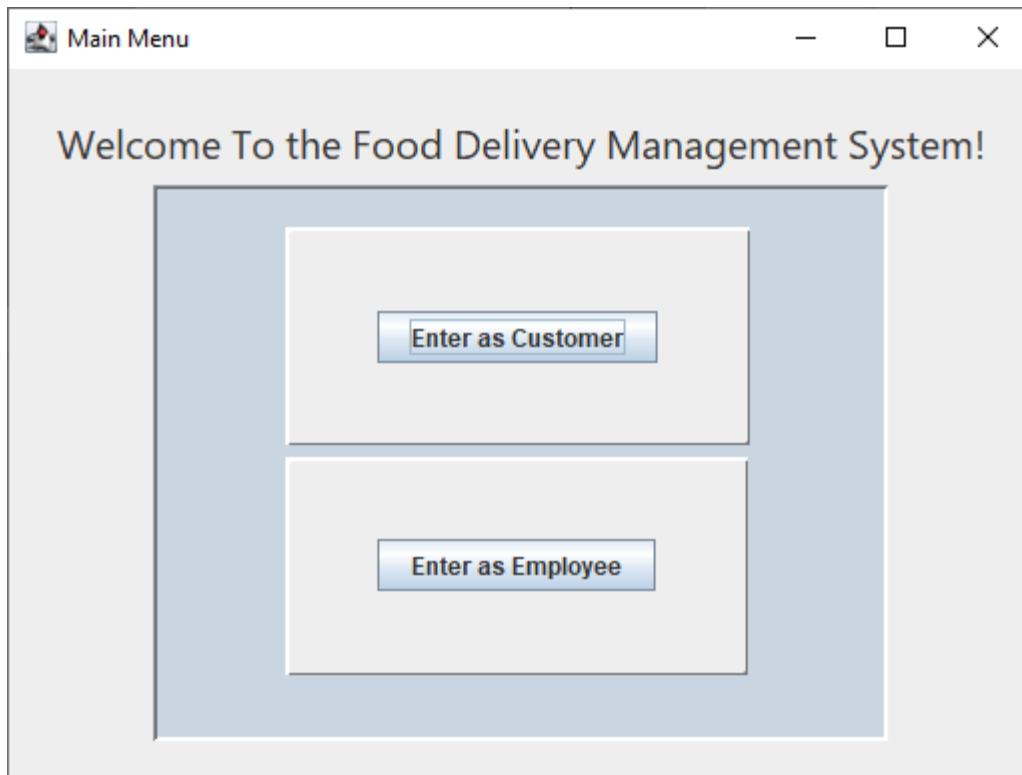 Main Menu
Welcome To the Food Delivery Management System!
Enter as Customer
Enter as Employee